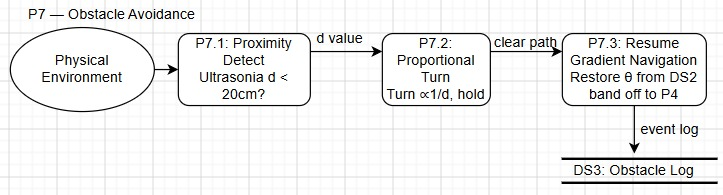 P7 — Obstacle Avoidance
Physical
Environment
P7.1: Proximity
Detect
Ultrasonia d <
20cm?
d value
P7.2:
Proportional
Turn
Turn ∝1/d, hold
clear path
P7.3: Resume
Gradient Navigation
Restore θ from DS2
band off to P4
event log
DS3: Obstacle Log